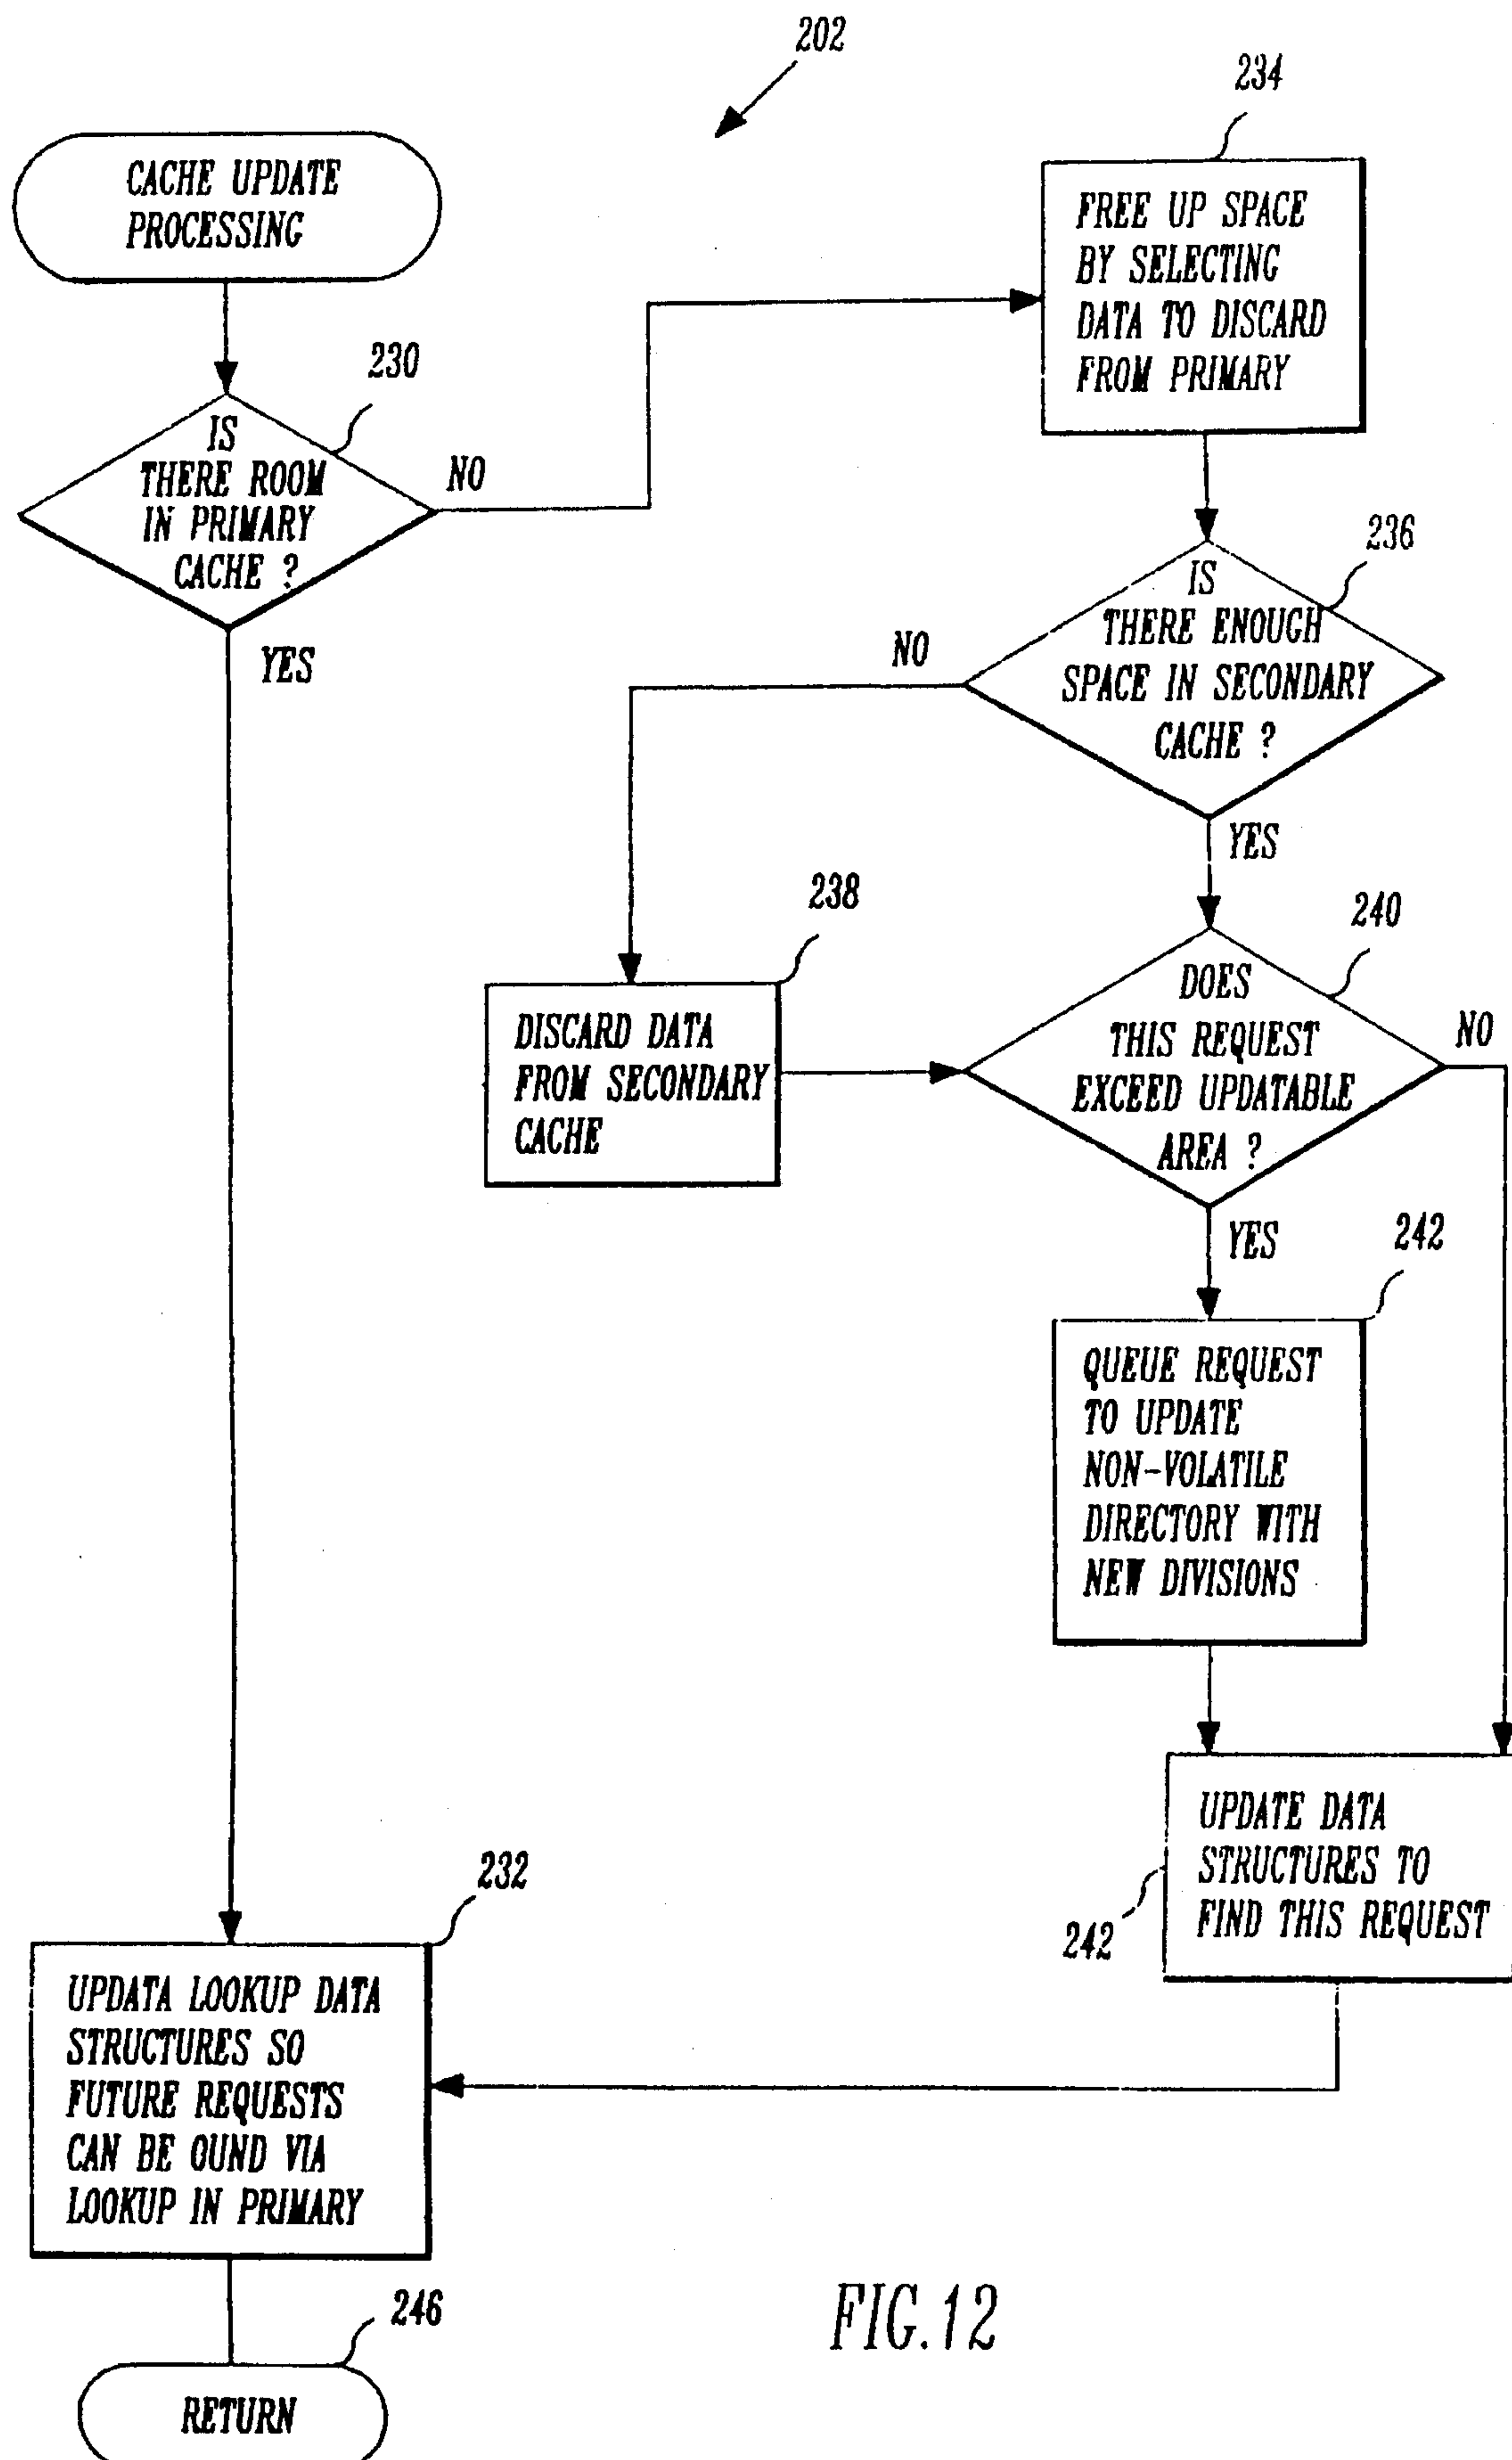 202
CACHE UPDATE
PROCESSING
230
IS
THERE ROOM
IN PRIMARY
CACHE ?
NO
YES
234
FREE UP SPACE
BY SELECTING
DATA TO DISCARD
FROM PRIMARY
236
IS
THERE ENOUGH
SPACE IN SECONDARY
CACHE ?
NO
YES
238
DISCARD DATA
FROM SECONDARY
CACHE
240
DOES
THIS REQUEST
EXCEED UPDATABLE
AREA ?
NO
YES
242
QUEUE REQUEST
TO UPDATE
NON-VOLATILE
DIRECTORY WITH
NEW DIVISIONS
UPDATE DATA
STRUCTURES TO
FIND THIS REQUEST
242
232
UPDATA LOOKUP DATA
STRUCTURES SO
FUTURE REQUESTS
CAN BE OUND VIA
LOOKUP IN PRIMARY
246
RETURN
FIG.12